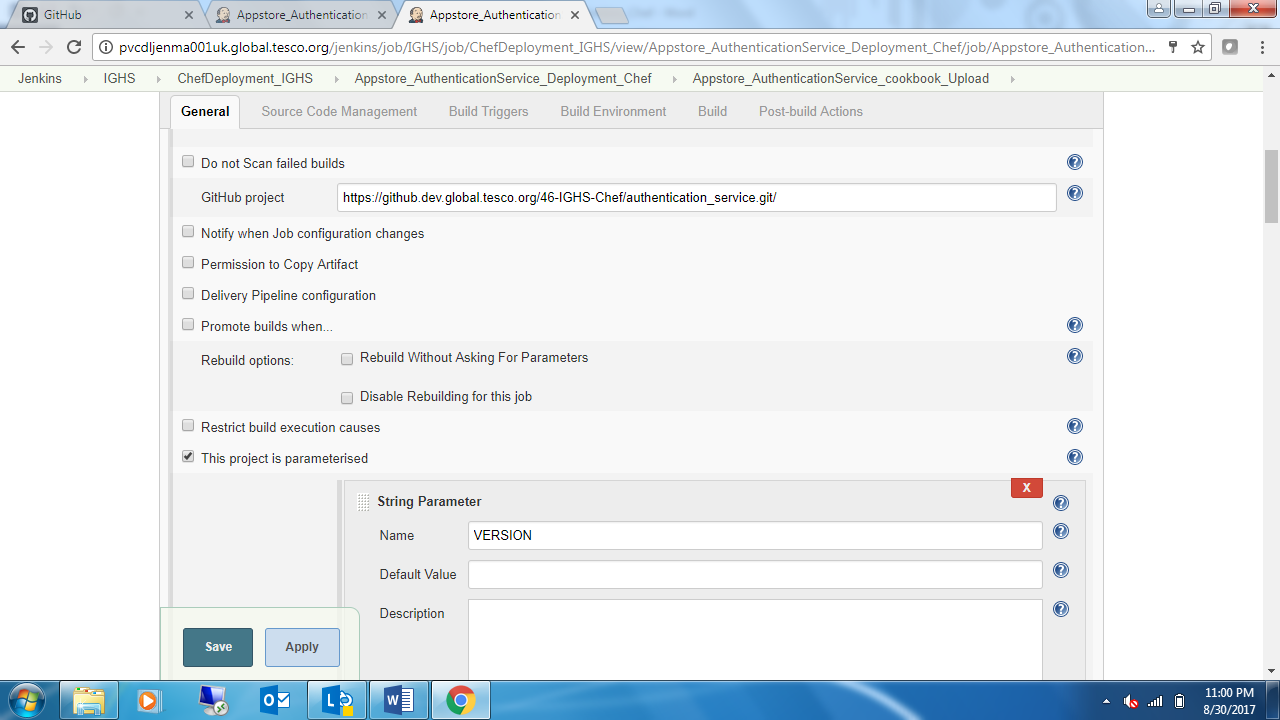 GitHub
Appstore_Authentication
Appstore_Authentication
pvcdljenma001uk.global.tesco.org/jenkins/job/IGHS/job/ChefDeployment_IGHS/view/Appstore_AuthenticationService_Deployment_Chef/job/Appstore_Authentication...
Jenkins IGHS ChefDeployment_IGHS Appstore_AuthenticationService_Deployment_Chef Appstore_AuthenticationService_cookbook_Upload
General Source Code Management Build Triggers Build Environment Build Post-build Actions
Do not Scan failed builds
GitHub project https://github.dev.global.tesco.org/46-IGHS-Chef/authentication_service.git/
Notify when Job configuration changes
Permission to Copy Artifact
Delivery Pipeline configuration
Promote builds when...
Rebuild options: Rebuild Without Asking For Parameters
Disable Rebuilding for this job
Restrict build execution causes
This project is parameterised
X
String Parameter
Name VERSION
Default Value
Description
Save Apply
11:00 PM
8/30/2017